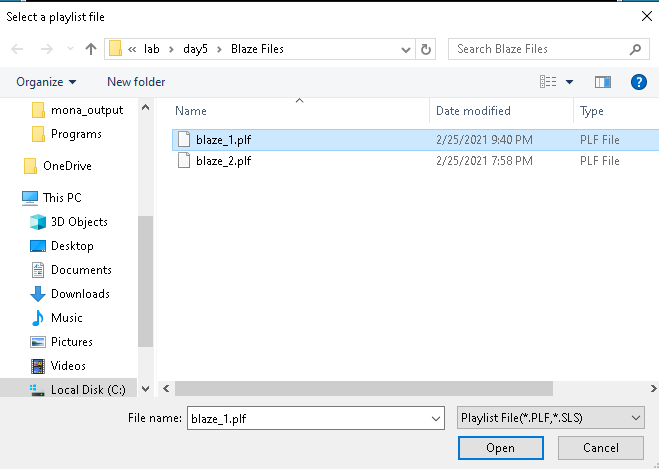 Select a playlist file
« lab > day5 > Blaze Files
Search Blaze Files
Organize
New folder
?
mona_output
Programs
OneDrive
This PC
3D Objects
Desktop
Documents
Downloads
Music
Pictures
Videos
Local Disk (C:)
Name Date modified Type
blaze_1.plf 2/25/2021 9:40 PM PLF File
blaze_2.plf 2/25/2021 7:58 PM PLF File
File name: blaze_1.plf Playlist File(*.PLF,*.SLS)
Open Cancel